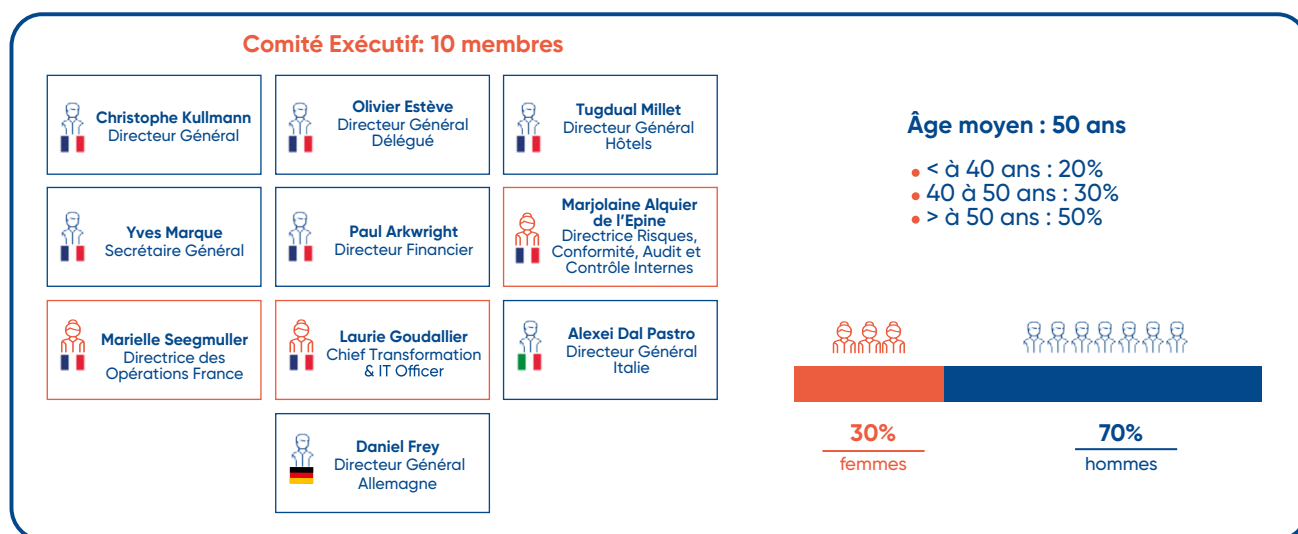 Comité Exécutif: 10 membres
Christophe Kullmann
Directeur Général
Olivier Estève
Directeur Général
Délégué
Tugdual Millet
Directeur Général
Hôtels
Yves Marque
Secrétaire Général
Paul Arkwright
Directeur Financier
Marjolaine Alquier
de l’Epine
Directrice Risques,
Conformité, Audit et
Contrôle Internes
Marielle Seegmuller
Directrice des
Opérations France
Laurie Goudallier
Chief Transformation
& IT Officer
Alexei Dal Pastro
Directeur Général
Italie
Daniel Frey
Directeur Général
Allemagne
Âge moyen : 50 ans
• < à 40 ans : 20%
• 40 à 50 ans : 30%
• > à 50 ans : 50%
30%
femmes
70%
hommes